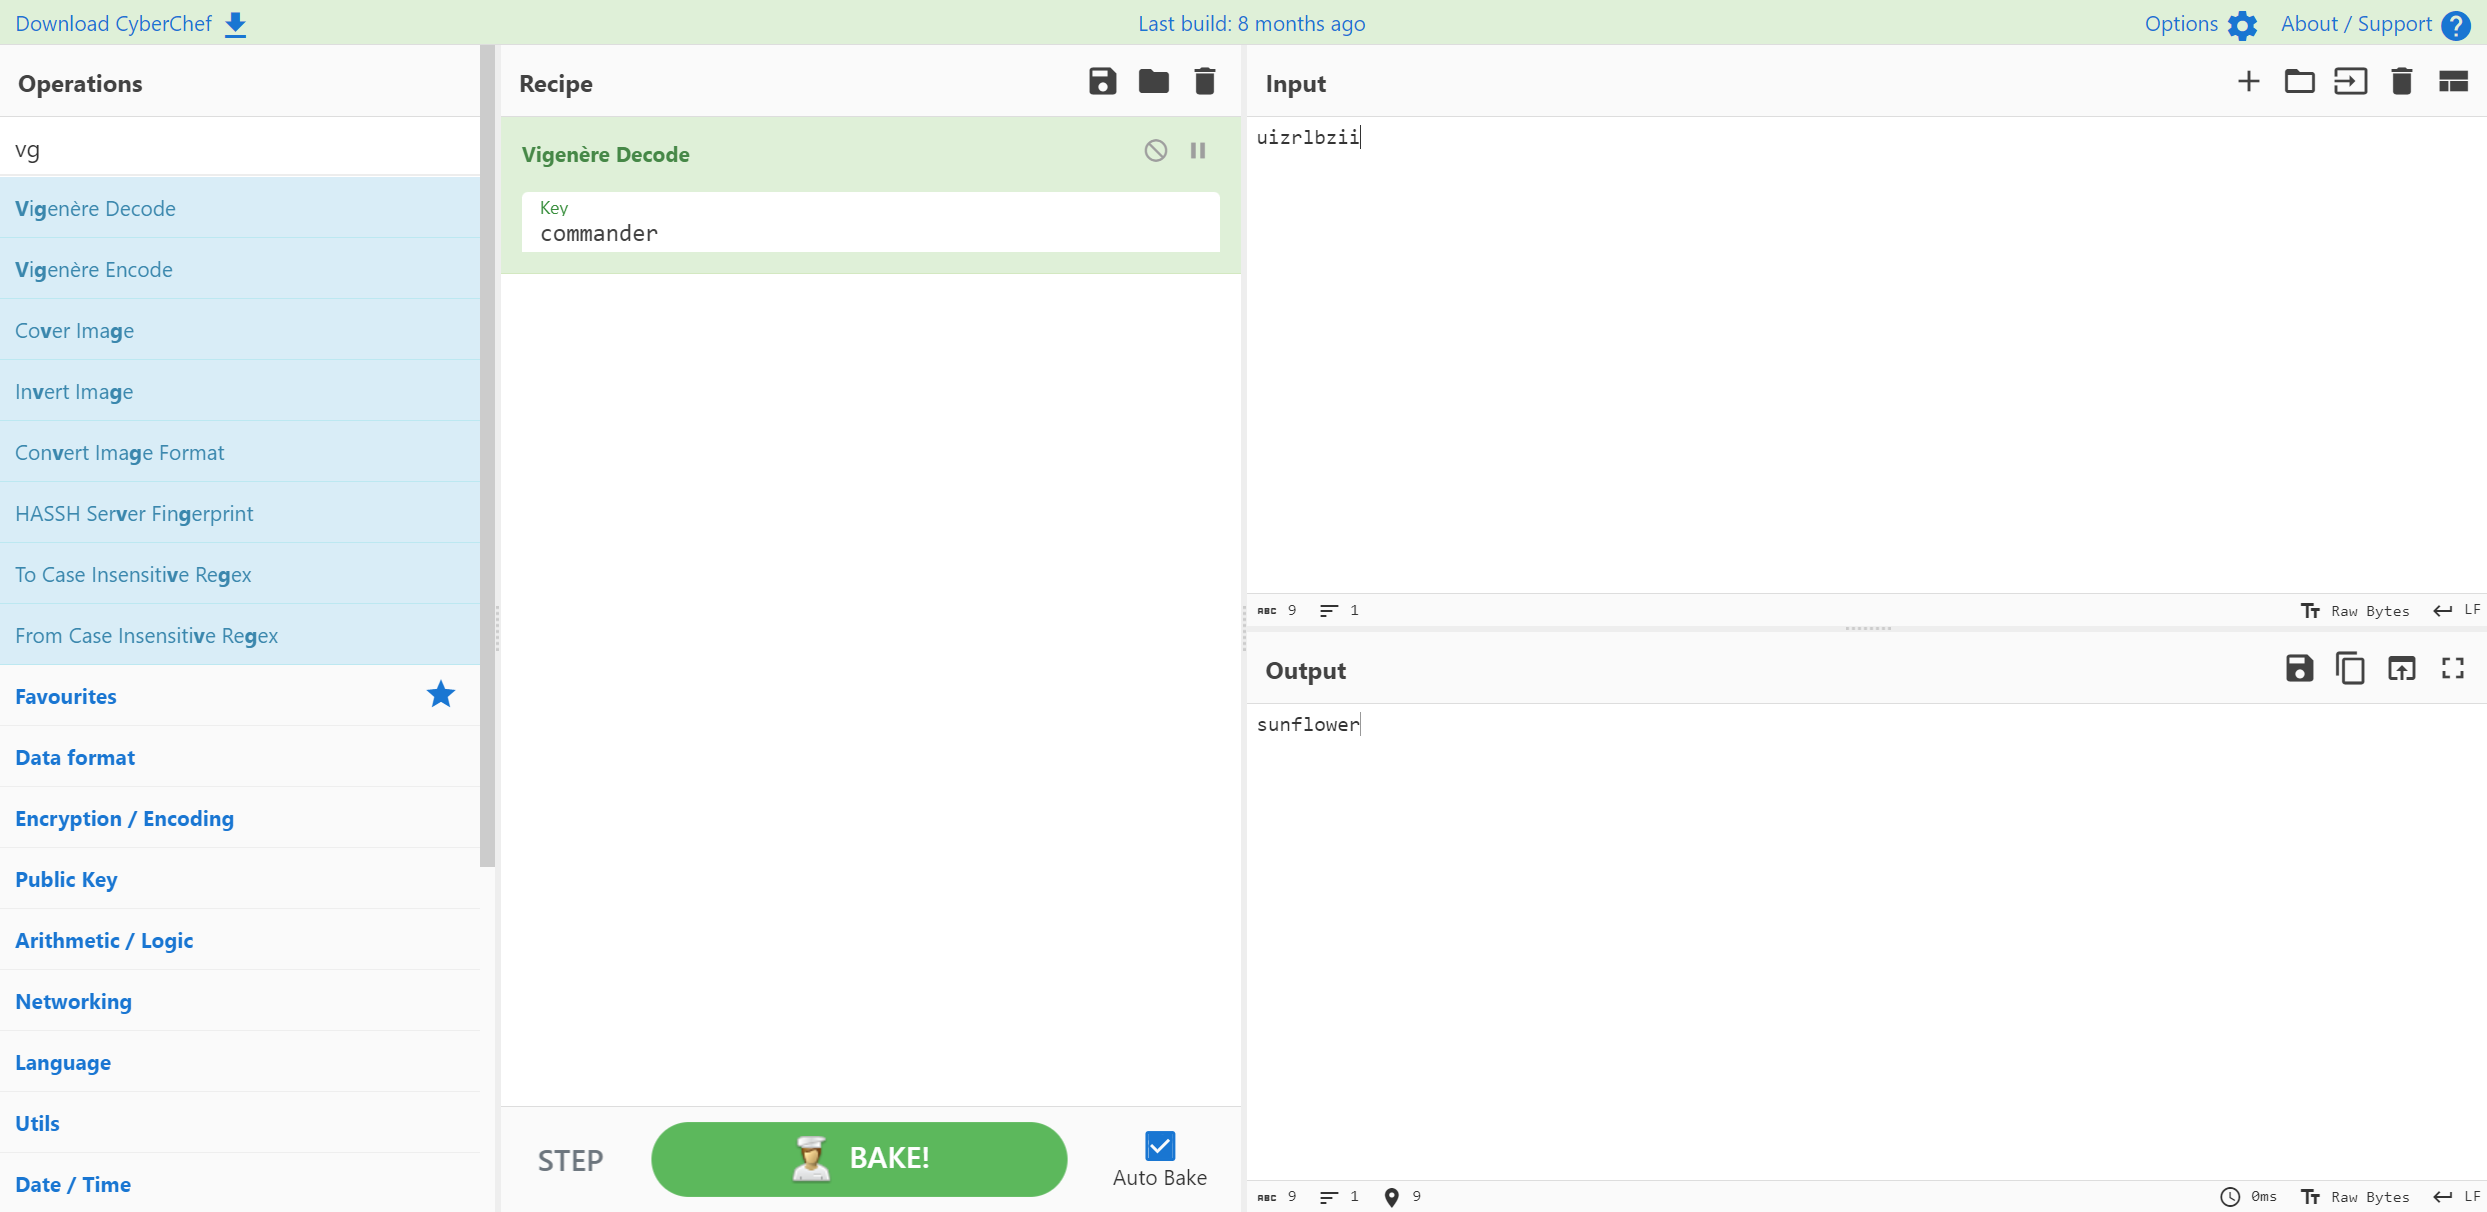 Download CyberChef
Last build: 8 months ago
Options
About / Support
Operations
vg
Vigenère Decode
Vigenère Encode
Cover Image
Invert Image
Convert Image Format
HASSH Server Fingerprint
To Case Insensitive Regex
From Case Insensitive Regex
Favourites
Data format
Encryption / Encoding
Public Key
Arithmetic / Logic
Networking
Language
Utils
Date / Time
Recipe
Vigenère Decode
Key
commander
STEP
BAKE!
Auto Bake
Input
uizrlbzii
ABC 9 1
Tт Raw Bytes LF
Output
sunflower
ABC 9 1 9
0ms Tт Raw Bytes LF